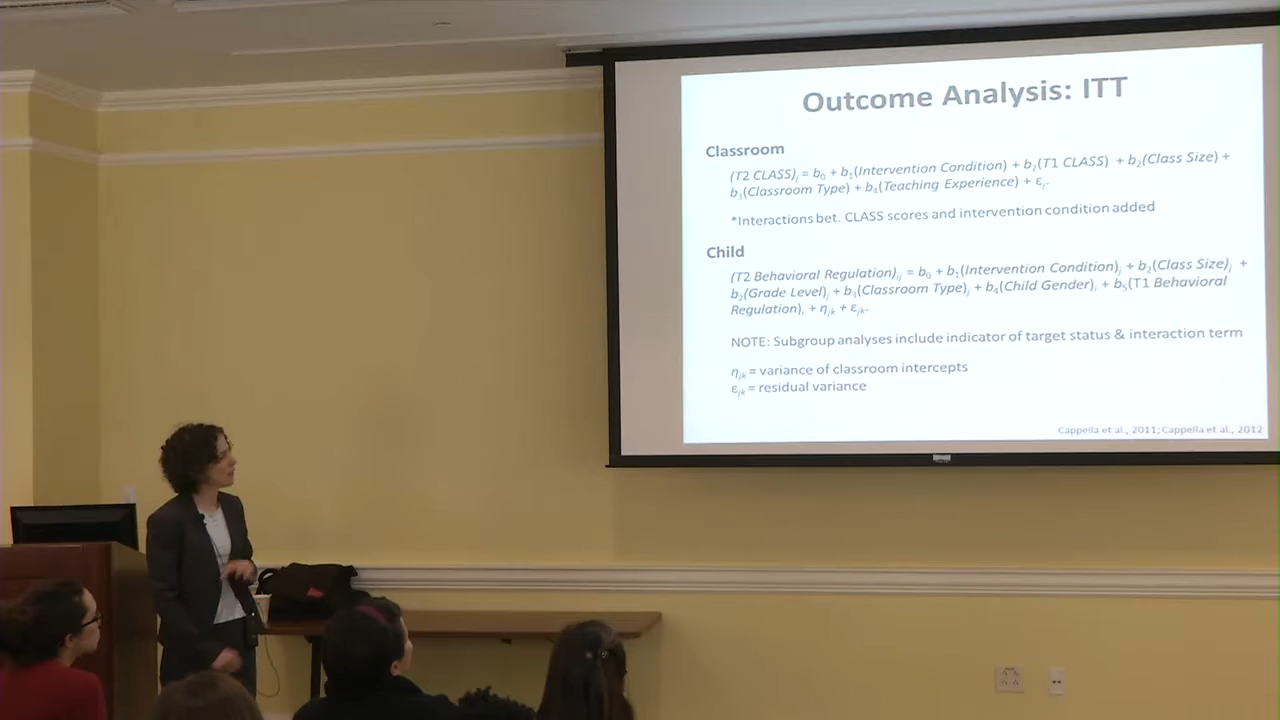 Outcome Analysis: ITT
Classroom
(T2 CLASS)j = b0 + b1(Intervention Condition) + b2(T1 CLASS) + b2(Class Size) +
b3(Classroom Type) + b4(Teaching Experience) + εj.
*Interactions bet. CLASS scores and intervention condition added
Child
(T2 Behavioral Regulation)ij = b0 + b1(Intervention Condition)j + b2(Class Size)j +
b2(Grade Level)j + b3(Classroom Type)j + b4(Child Gender)i + b5(T1 Behavioral
Regulation)i + ηjk + εjk.
NOTE: Subgroup analyses include indicator of target status & interaction term
ηjk = variance of classroom intercepts
εjk = residual variance
Cappella et al., 2011; Cappella et al., 2012